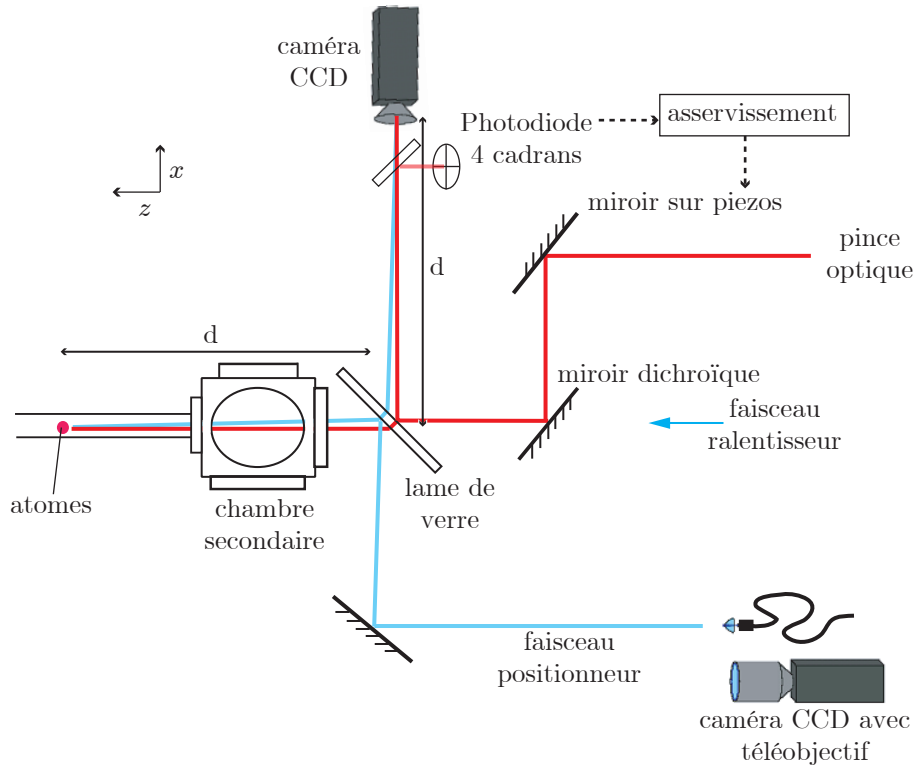 caméra
CCD
Photodiode
4 cadrans
asservissement
x
z
miroir sur piezos
pince
optique
d
d
miroir dichroïque
faisceau
ralentisseur
atomes
chambre
secondaire
lame de
verre
faisceau
positionneur
caméra CCD avec
téléobjectif